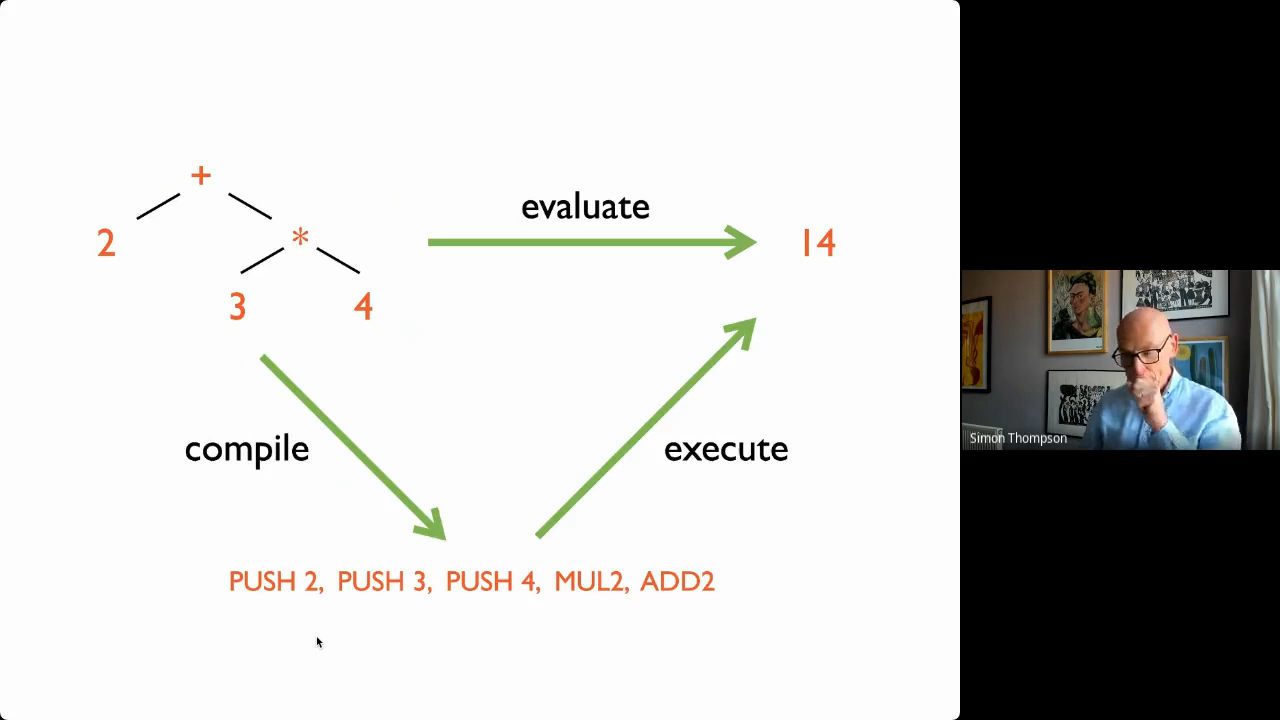 +
evaluate
2
*
14
3
4
compile
execute
PUSH 2, PUSH 3, PUSH 4, MUL2, ADD2
Simon Thompson